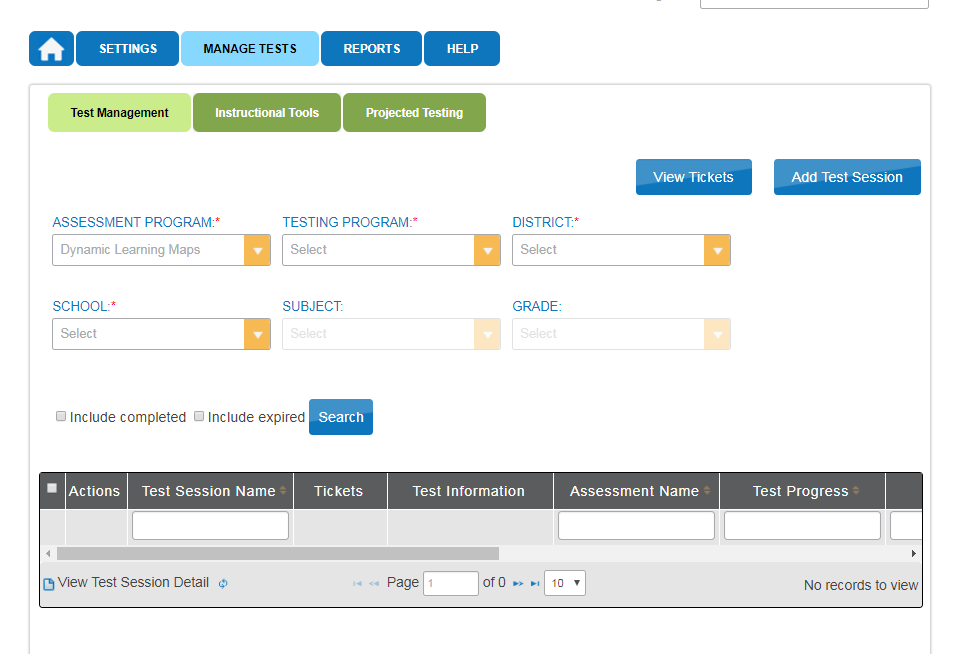 SETTINGS MANAGE TESTS REPORTS HELP
Test Management Instructional Tools Projected Testing
View Tickets Add Test Session
ASSESSMENT PROGRAM:* TESTING PROGRAM:* DISTRICT:*
Dynamic Learning Maps Select Select
SCHOOL:* SUBJECT: GRADE:
Select Select Select
Include completed Include expired Search
Actions Test Session Name Tickets Test Information Assessment Name Test Progress
View Test Session Detail Page 1 of 0 10 No records to view